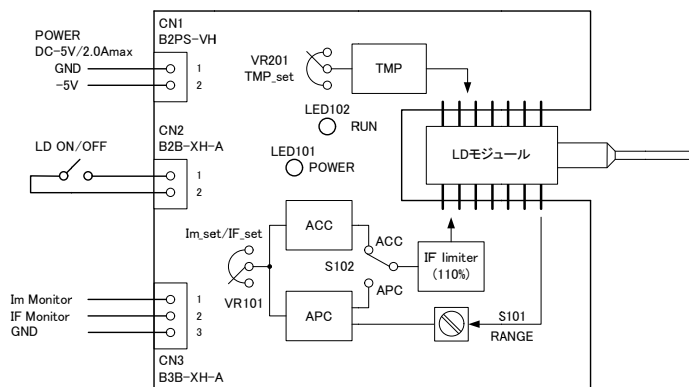 POWER
DC-5V/2.0Amax
GND
-5V
CN1
B2PS-VH
1
2
VR201
TMP_set
TMP
LED102
RUN
LED101
POWER
LD ON/OFF
CN2
B2B-XH-A
1
2
LDモジュール
Im_set/IF_set
VR101
ACC
APC
S102
ACC
APC
IF limiter
(110%)
S101
RANGE
Im Monitor
IF Monitor
GND
1
2
3
CN3
B3B-XH-A